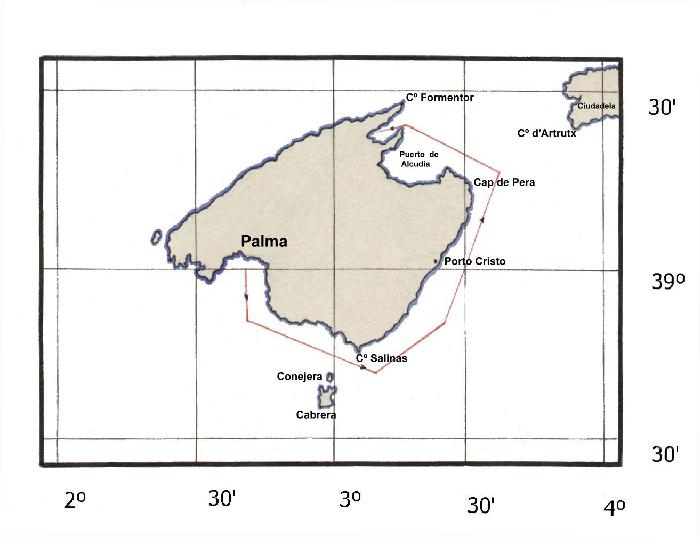 Cº Formentor
30'
Ciudadela
Cº d'Artrutx
Puerto de
Alcudia
Cap de Pera
Palma
Porto Cristo
39º
Cº Salinas
Conejera
Cabrera
30'
2º
30'
3º
30'
4º